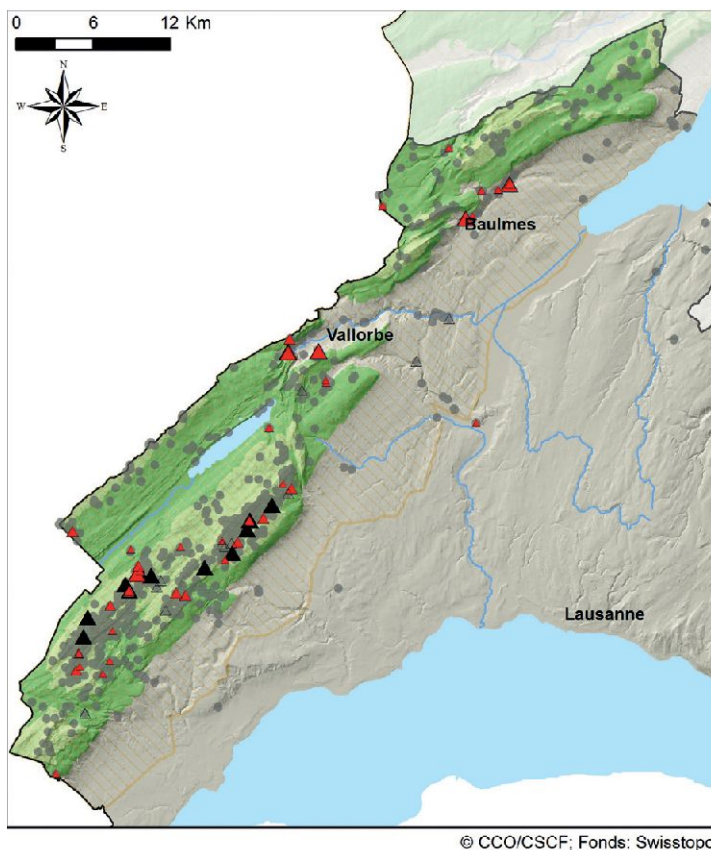 0 6 12 Km
N
W E
S
Baulmes
Vallorbe
Lausanne
© CCO/CSCF; Fonds: Swisstopo